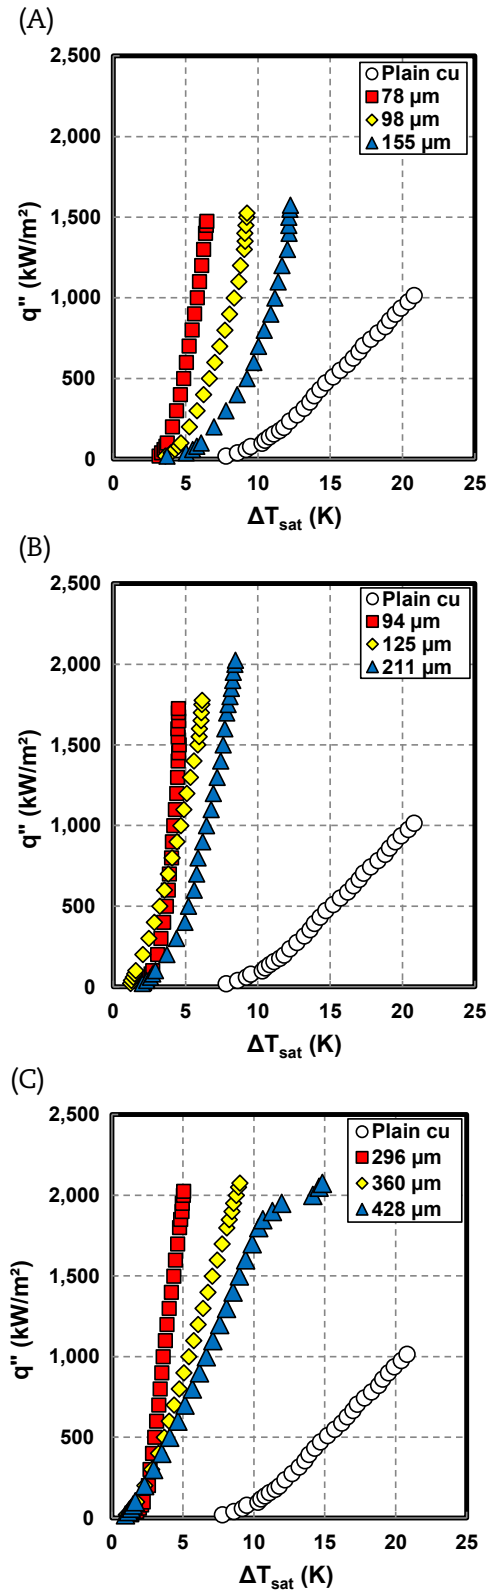 (A)
2,500
2,000
1,500
1,000
500
0
q" (kW/m²)
Plain cu
78 µm
98 µm
155 µm
0 5 10 15 20 25
ΔTsat (K)
(B)
2,500
2,000
1,500
1,000
500
0
q" (kW/m²)
Plain cu
94 µm
125 µm
211 µm
0 5 10 15 20 25
ΔTsat (K)
(C)
2,500
2,000
1,500
1,000
500
0
q" (kW/m²)
Plain cu
296 µm
360 µm
428 µm
0 5 10 15 20 25
ΔTsat (K)